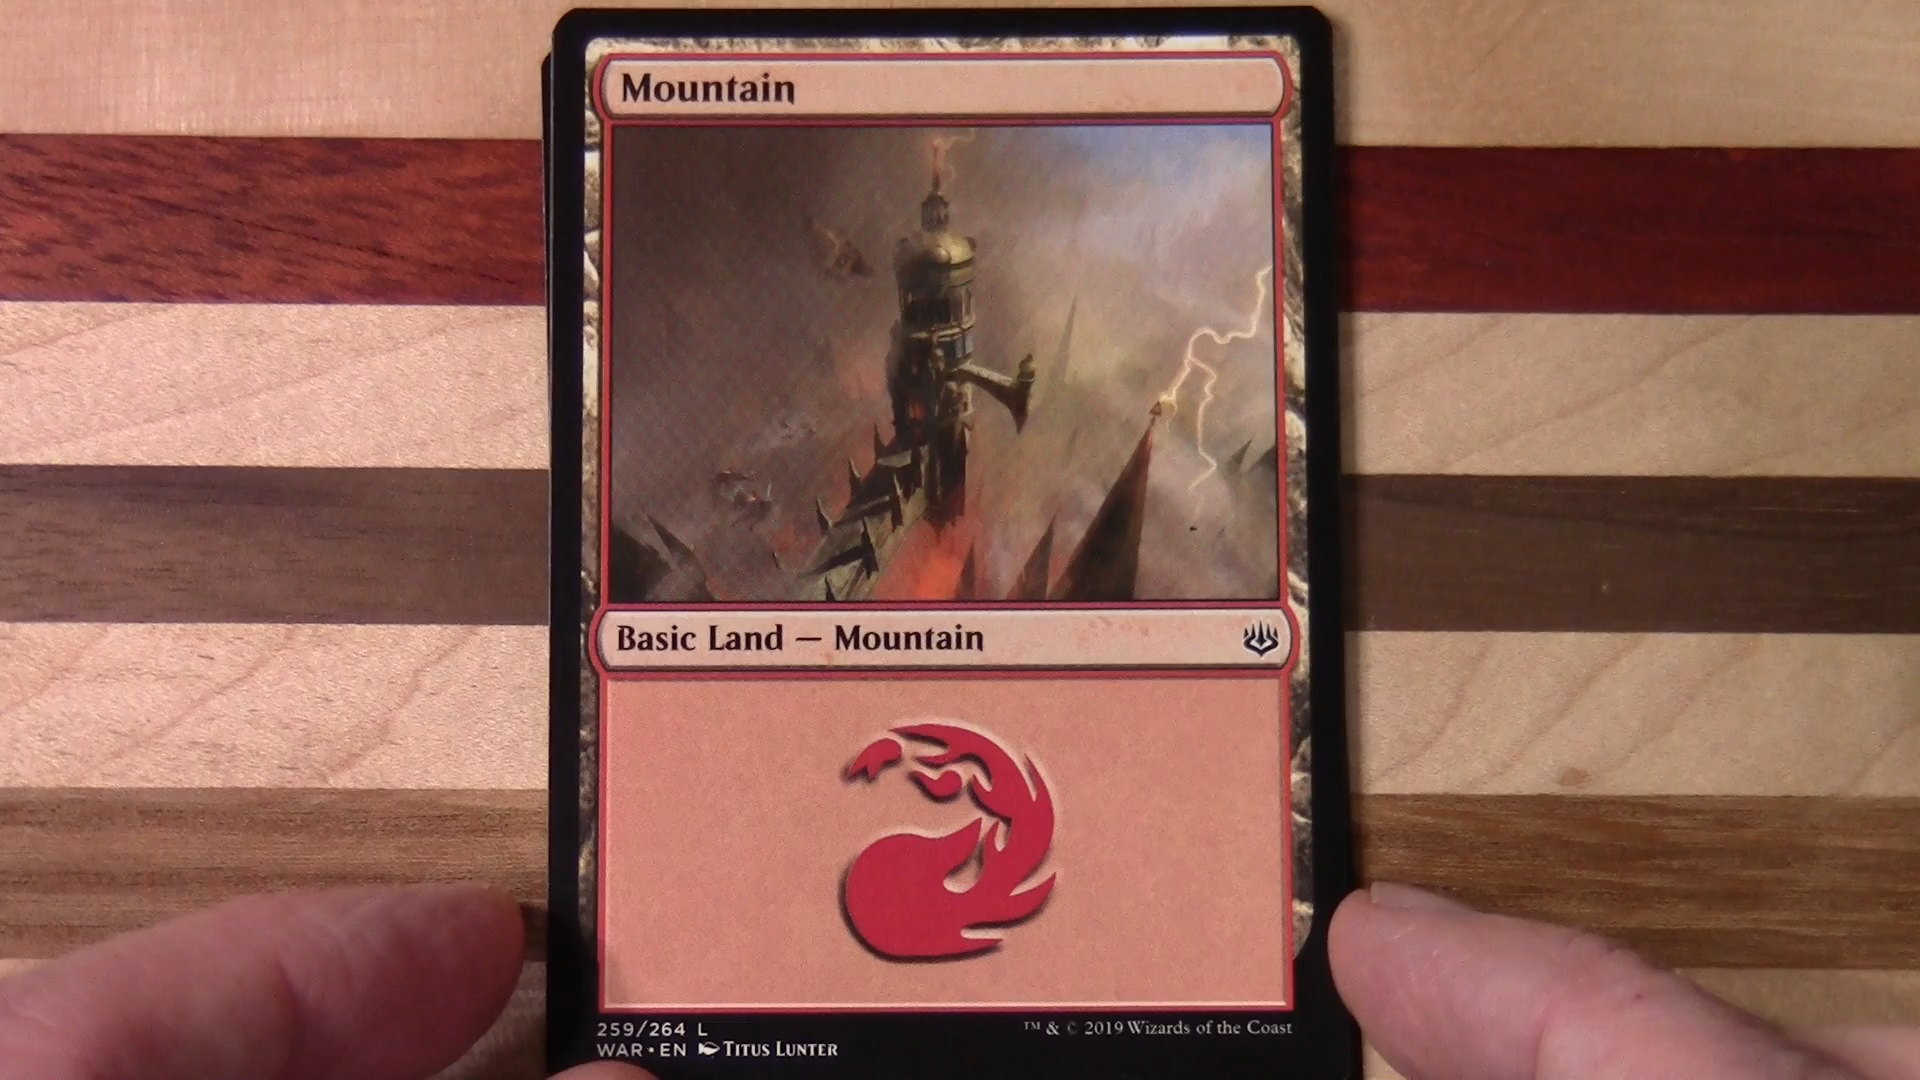 Mountain
Basic Land — Mountain
259/264 L
™ & © 2019 Wizards of the Coast
WAR • EN Titus Lunter